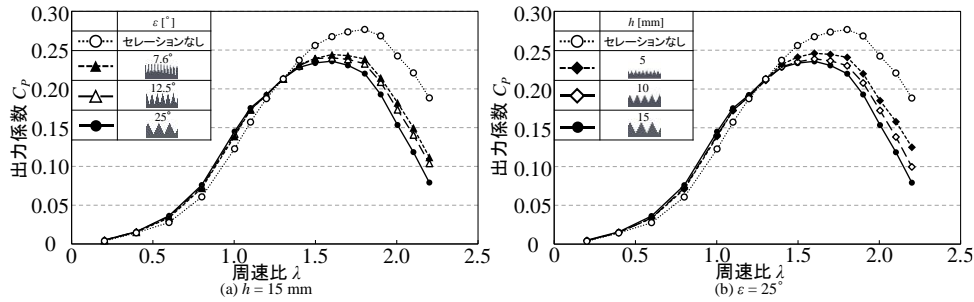 ε [°]
セレーションなし
7.6°
12.5°
25°
出力係数 CP
0.30
0.25
0.20
0.15
0.10
0.05
0
0 0.5 1.0 1.5 2.0 2.5
周速比 λ
(a) h = 15 mm
h [mm]
セレーションなし
5
10
15
出力係数 CP
0.30
0.25
0.20
0.15
0.10
0.05
0
0 0.5 1.0 1.5 2.0 2.5
周速比 λ
(b) ε = 25°